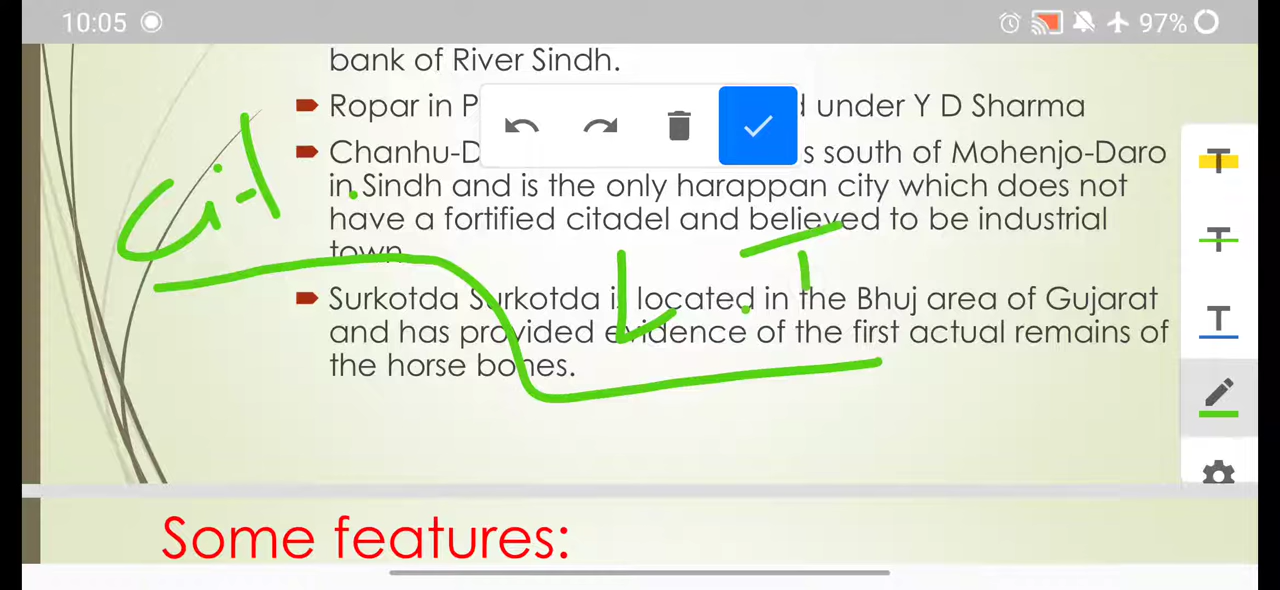 10:05 97%
bank of River Sindh.
Ropar in P d under Y D Sharma
Chanhu-D s south of Mohenjo-Daro
in Sindh and is the only harappan city which does not
have a fortified citadel and believed to be industrial
town
Surkotda Surkotda is located in the Bhuj area of Gujarat
and has provided evidence of the first actual remains of
the horse bones.
Cit
L.T
Some features: